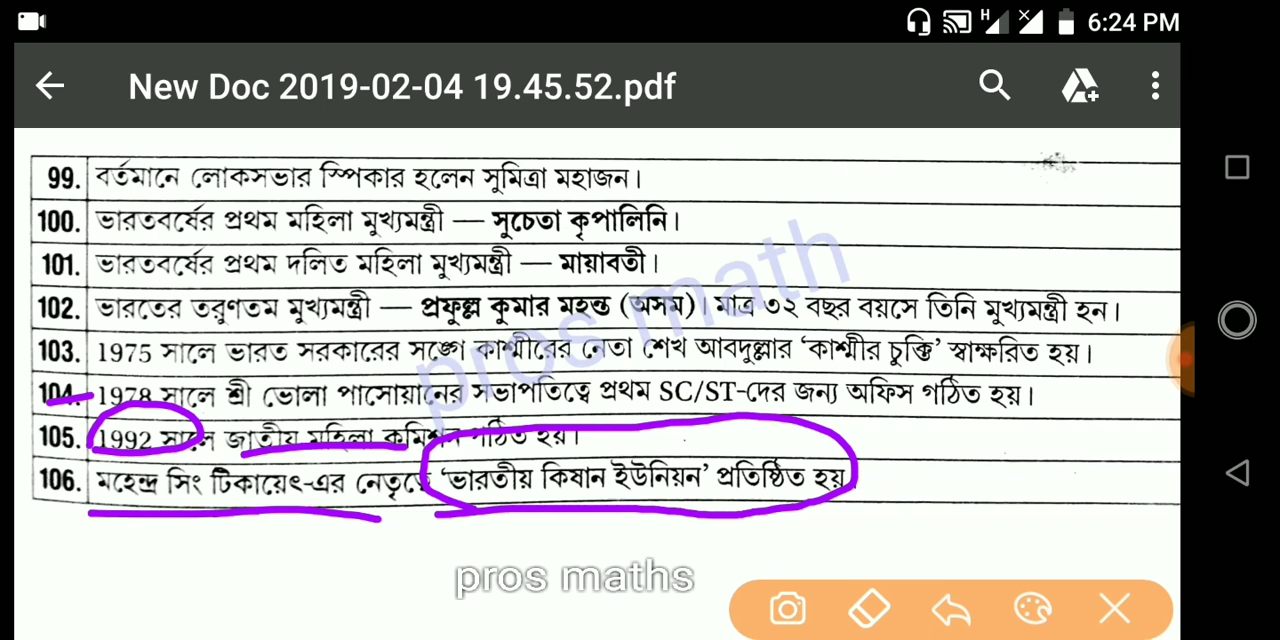 6:24 PM
New Doc 2019-02-04 19.45.52.pdf
99. বর্তমানে লোকসভার স্পিকার হলেন সুমিত্রা মহাজন।
100. ভারতবর্ষের প্রথম মহিলা মুখ্যমন্ত্রী — সুচেতা কৃপালিনি।
101. ভারতবর্ষের প্রথম দলিত মহিলা মুখ্যমন্ত্রী — মায়াবতী।
102. ভারতের তরুণতম মুখ্যমন্ত্রী — প্রফুল্ল কুমার মহন্ত (অসম)। মাত্র ৩২ বছর বয়সে তিনি মুখ্যমন্ত্রী হন।
103. 1975 সালে ভারত সরকারের সঙ্গে কাশ্মীরের নেতা শেখ আবদুল্লার ‘কাশ্মীর চুক্তি’ স্বাক্ষরিত হয়।
104. 1978 সালে শ্রী ভোলা পাসোয়ানের সভাপতিত্বে প্রথম SC/ST-দের জন্য অফিস গঠিত হয়।
105. 1992 সালে জাতীয় মহিলা কমিশন গঠিত হয়।
106. মহেন্দ্র সিং টিকায়েৎ-এর নেতৃত্বে ‘ভারতীয় কিষান ইউনিয়ন’ প্রতিষ্ঠিত হয়।
pros math
pros maths